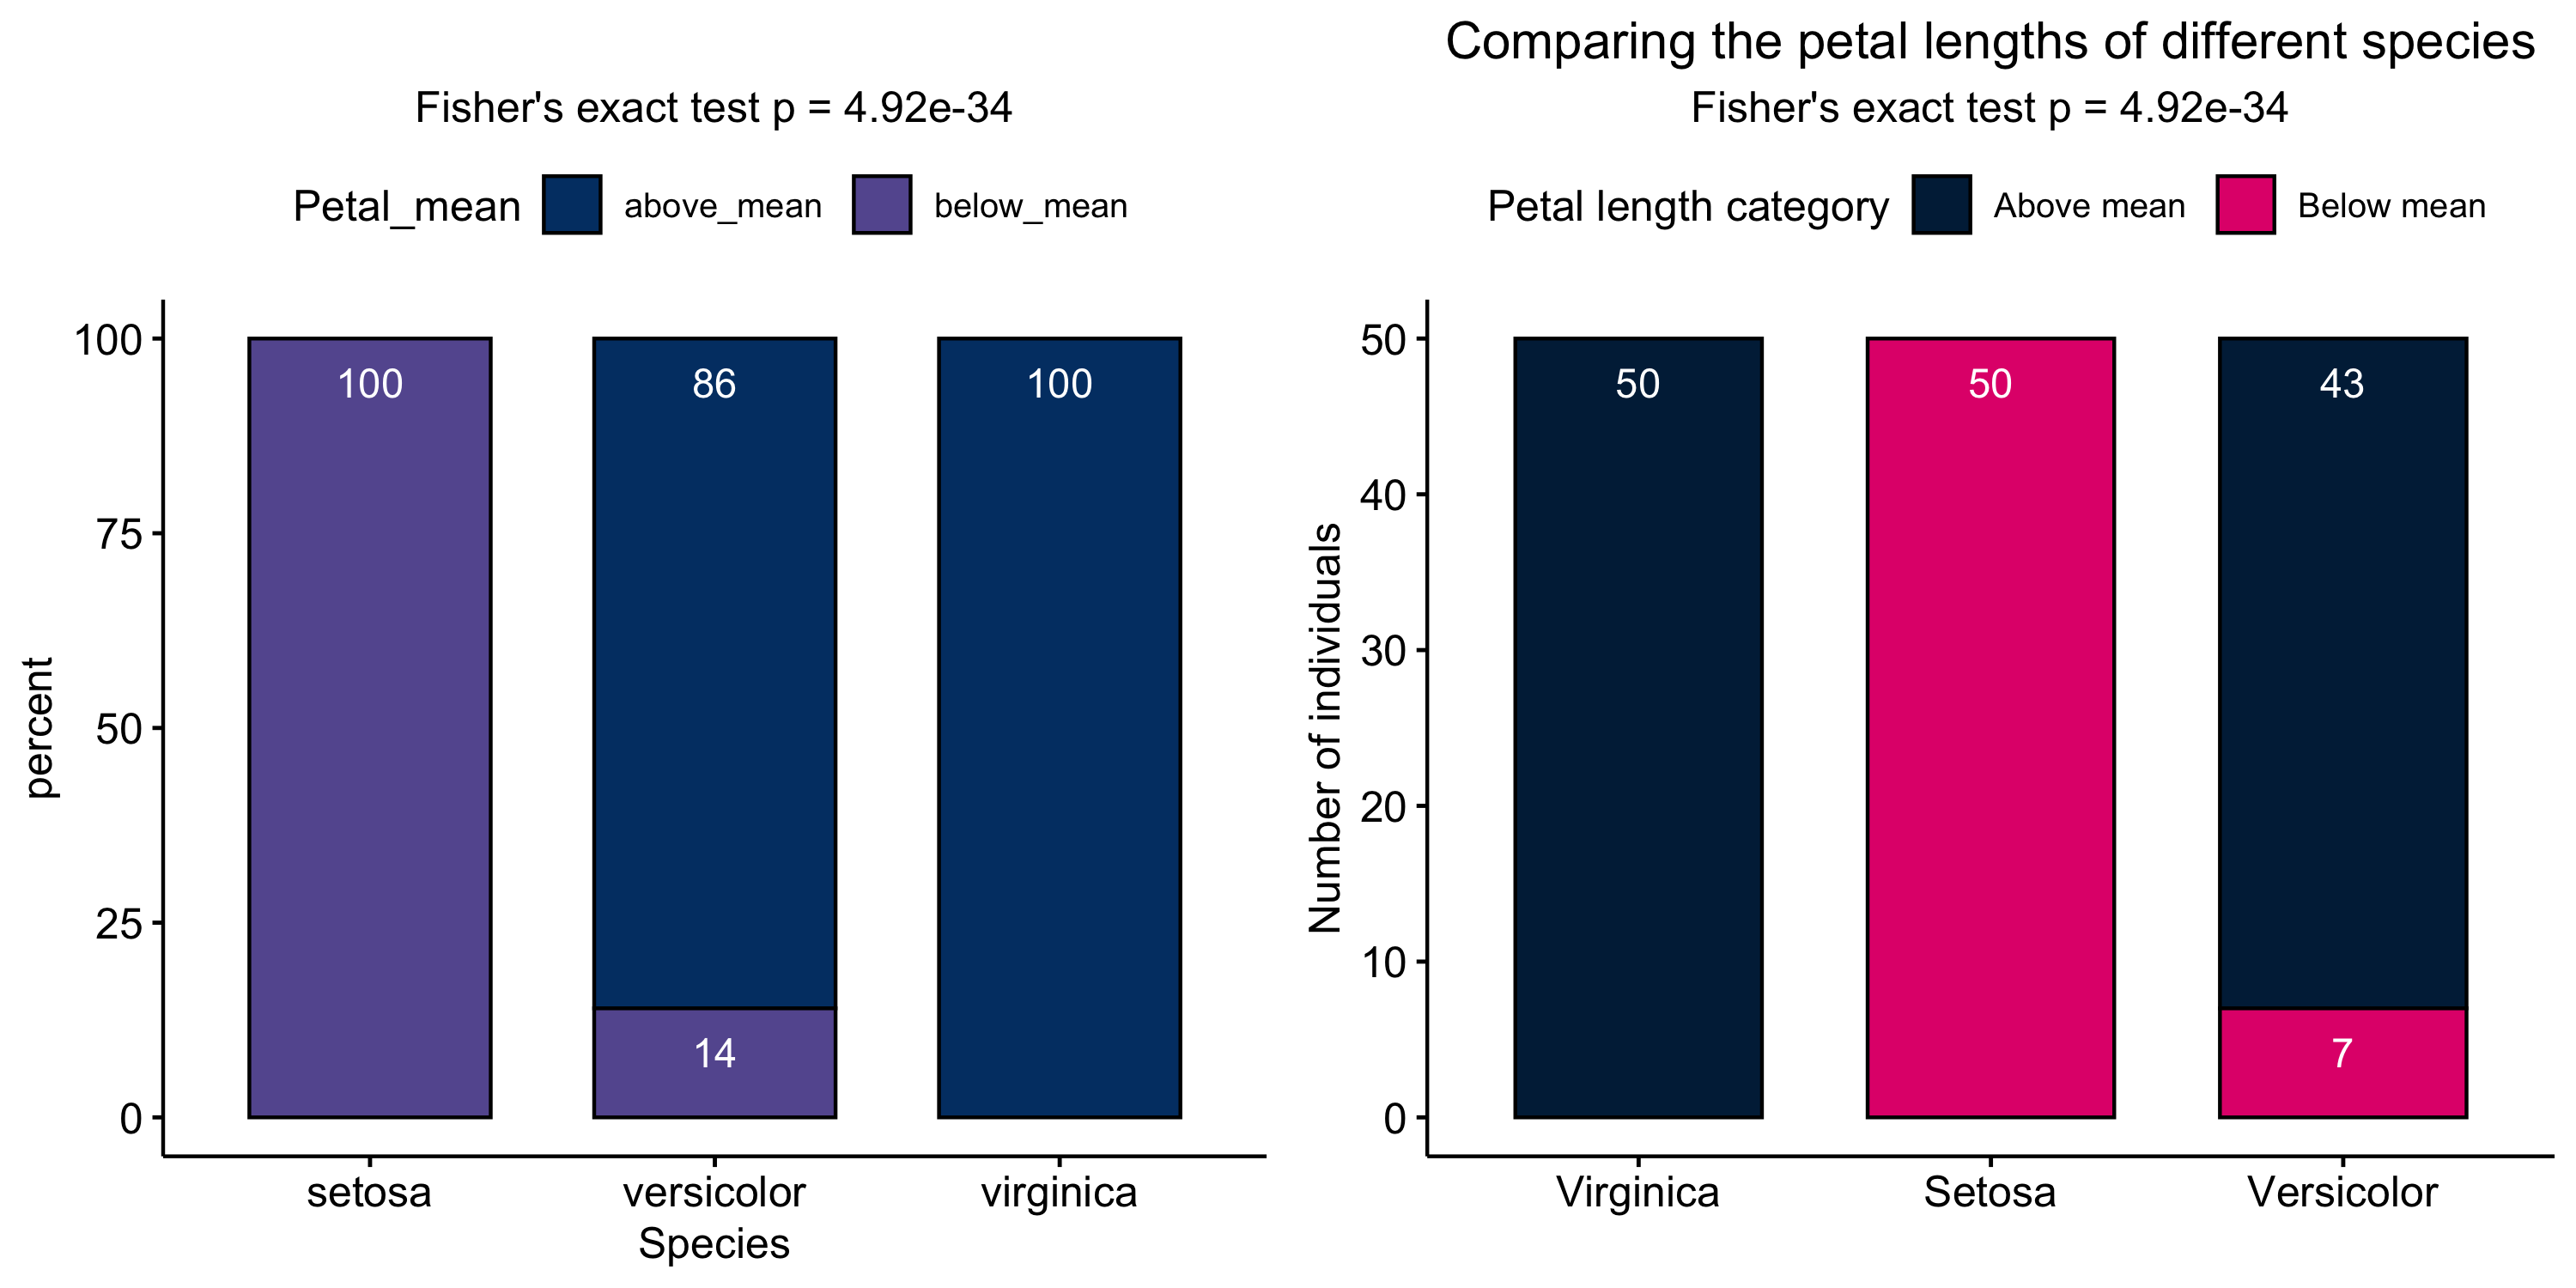 Fisher's exact test p = 4.92e-34
Petal_mean above_mean below_mean
percent
100
75
50
25
0
100
86
14
100
setosa versicolor virginica
Species
Comparing the petal lengths of different species
Fisher's exact test p = 4.92e-34
Petal length category Above mean Below mean
Number of individuals
50
40
30
20
10
0
50
50
43
7
Virginica Setosa Versicolor